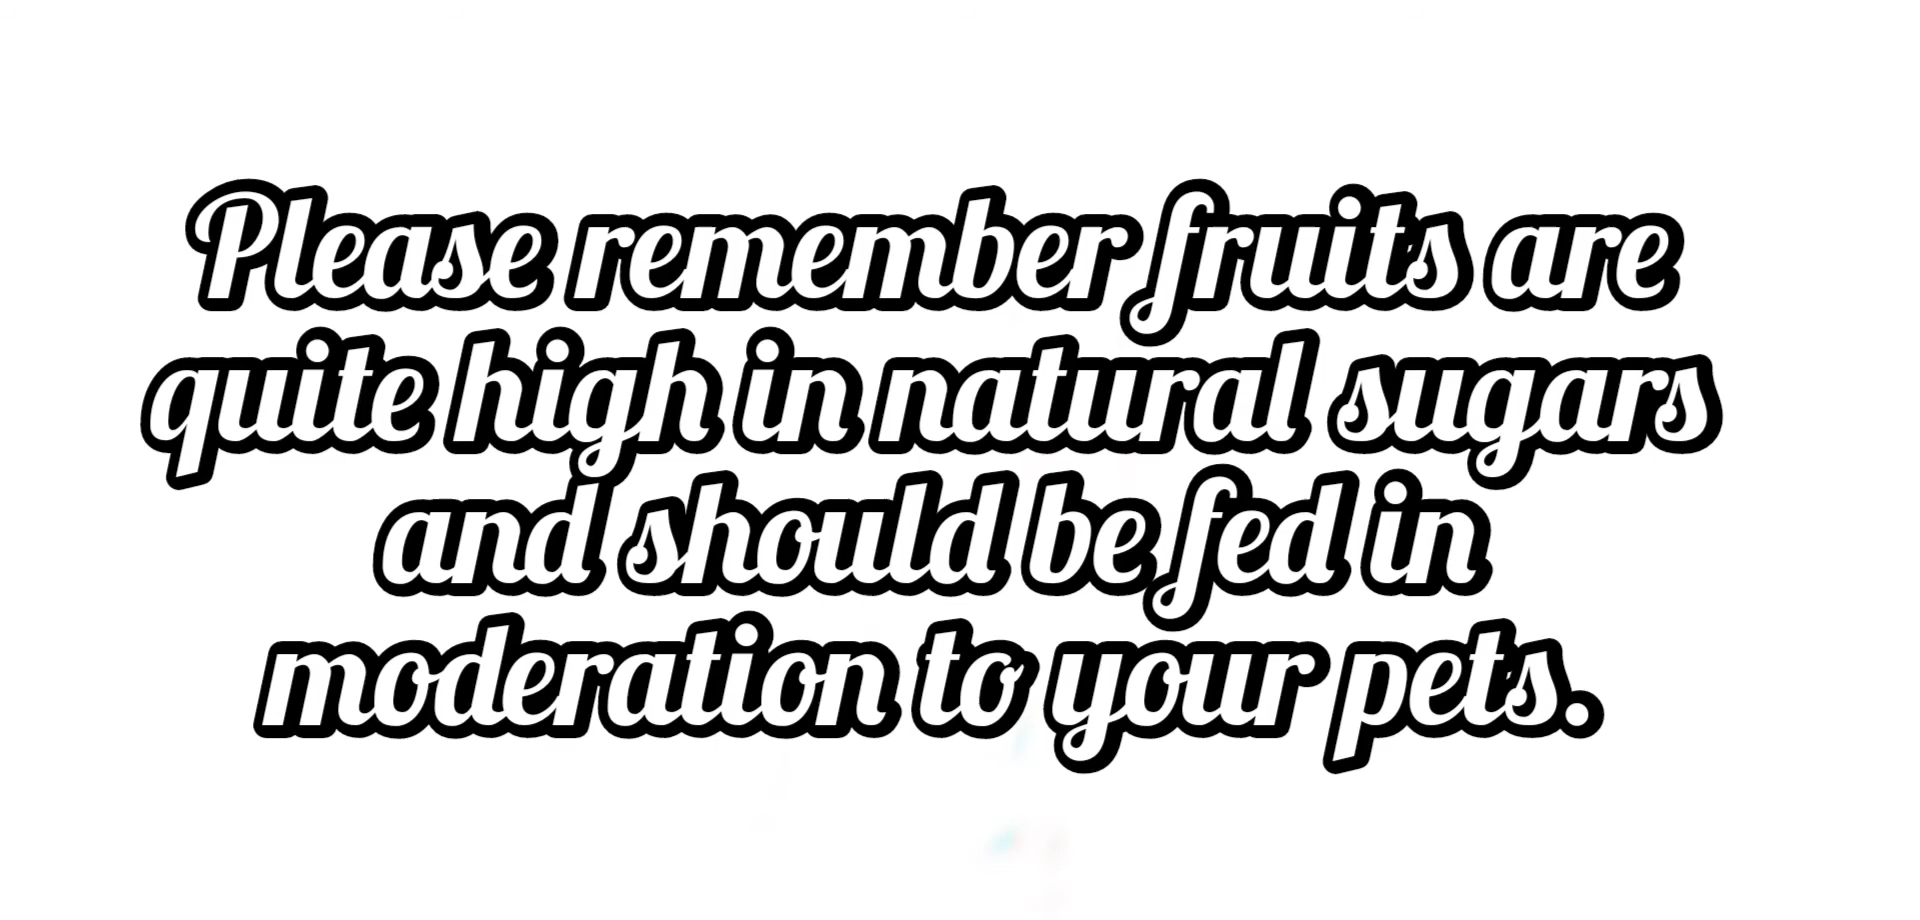 Please remember fruits are
quite high in natural sugars
and should be fed in
moderation to your pets.